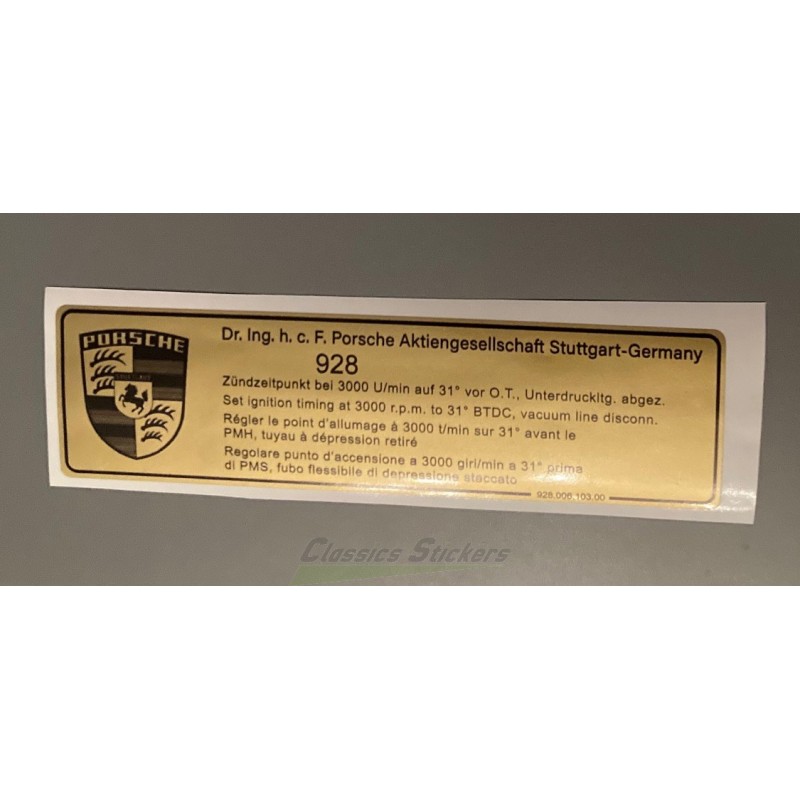 PORSCHE
Dr. Ing. h. c. F. Porsche Aktiengesellschaft Stuttgart-Germany
928
Zündzeitpunkt bei 3000 U/min auf 31° vor O.T., Unterdruckltg. abgez.
Set ignition timing at 3000 r.p.m. to 31° BTDC, vacuum line disconn.
Régler le point d'allumage à 3000 t/min sur 31° avant le
PMH, tuyau à dépression retiré
Regolare punto d'accensione a 3000 giri/min a 31° prima
di PMS, fubo flessibile di depressione staccato
928.006.103.00
Classics Stickers